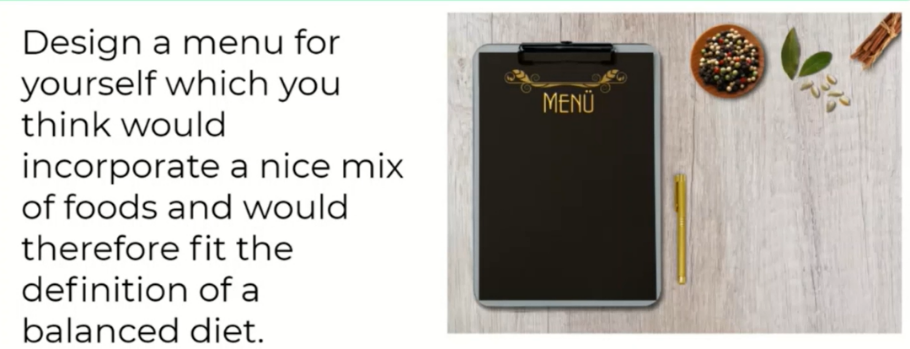 Design a menu for
yourself which you
think would
incorporate a nice mix
of foods and would
therefore fit the
definition of a
balanced diet.
MENÜ